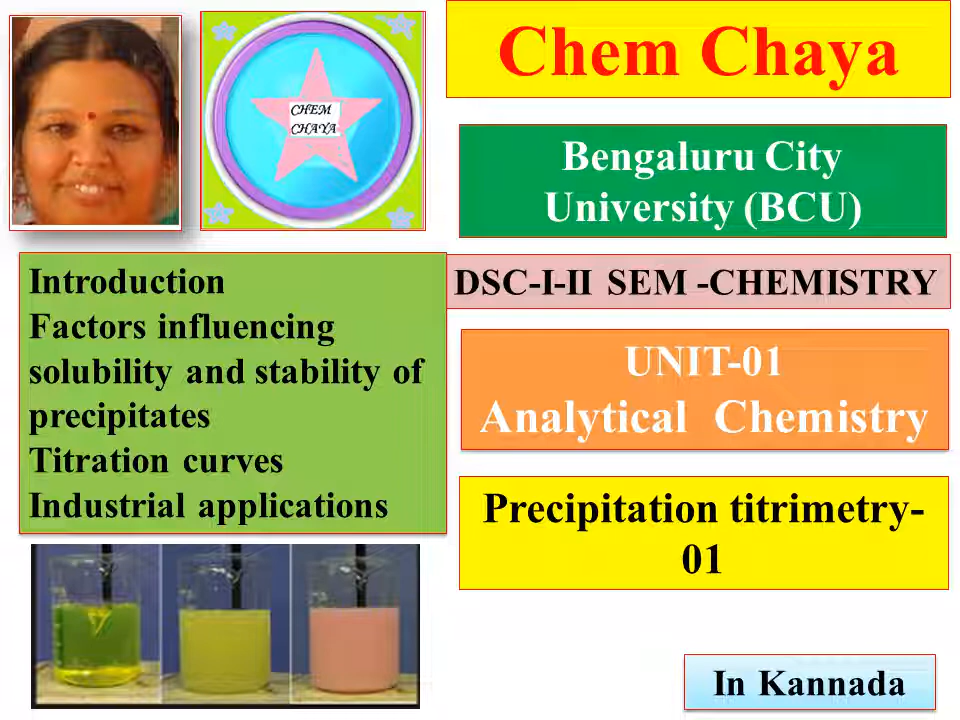 CHEM
CHAYA
Chem Chaya
Bengaluru City
University (BCU)
DSC-I-II SEM -CHEMISTRY
UNIT-01
Analytical Chemistry
Precipitation titrimetry-
01
Introduction
Factors influencing
solubility and stability of
precipitates
Titration curves
Industrial applications
In Kannada